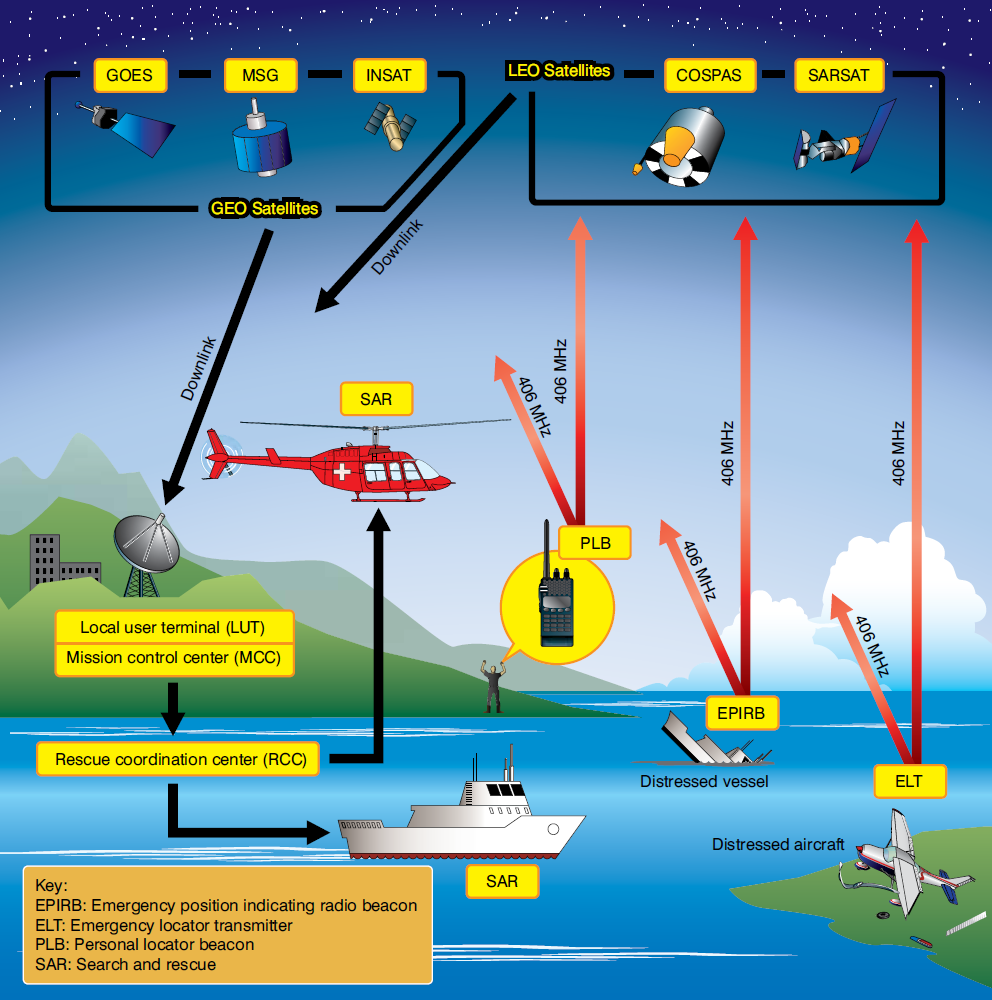 GOES
MSG
INSAT
LEO Satellites
COSPAS
SARSAT
GEO Satellites
Downlink
Downlink
SAR
406 MHz
406 MHz
406 MHz
406 MHz
406 MHz
406 MHz
PLB
Local user terminal (LUT)
Mission control center (MCC)
EPIRB
Rescue coordination center (RCC)
Distressed vessel
ELT
Distressed aircraft
SAR
Key:
EPIRB: Emergency position indicating radio beacon
ELT: Emergency locator transmitter
PLB: Personal locator beacon
SAR: Search and rescue